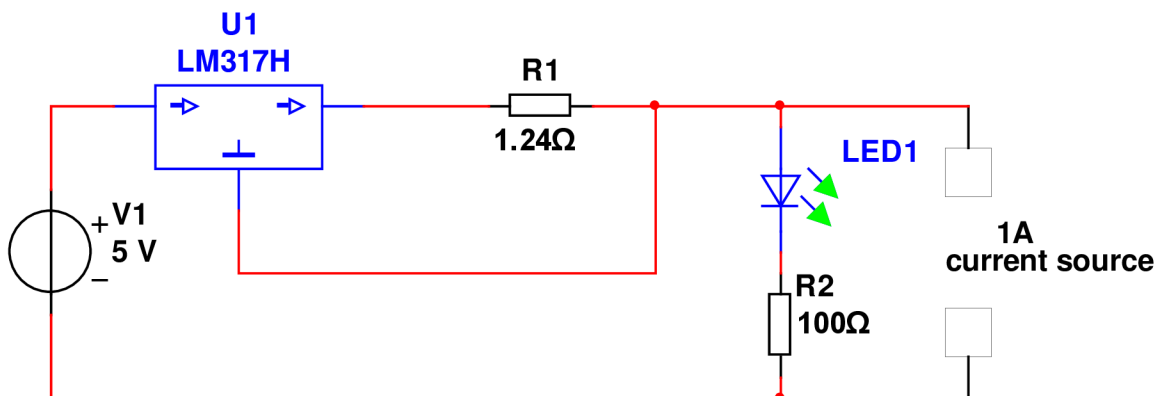 U1
LM317H
R1
1.24Ω
LED1
+
V1
5 V
−
1A
current source
R2
100Ω